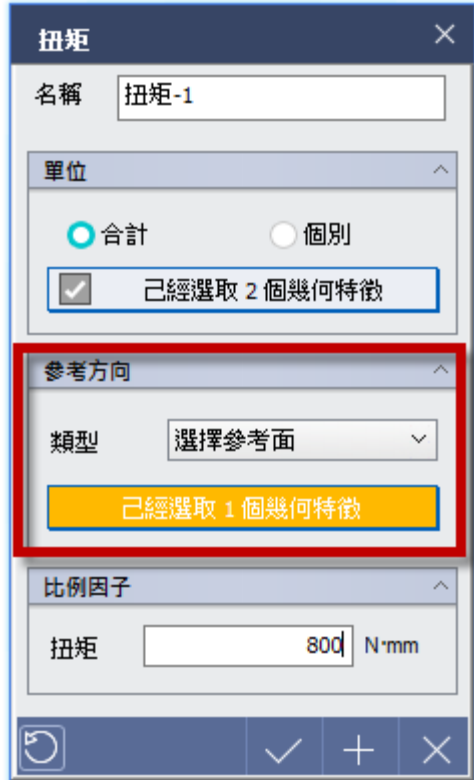 扭矩
名稱 扭矩-1
單位
合計 個別
己經選取 2 個幾何特徵
參考方向
類型 選擇參考面
己經選取 1 個幾何特徵
比例因子
扭矩 800 N·mm